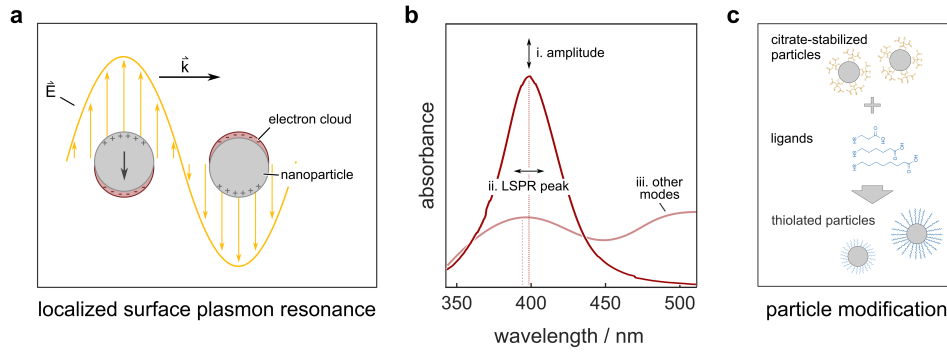 a
E
k
electron cloud
nanoparticle
localized surface plasmon resonance
b
absorbance
i. amplitude
ii. LSPR peak
iii. other
modes
350
400
450
500
wavelength / nm
c
citrate-stabilized
particles
ligands
thiolated particles
particle modification